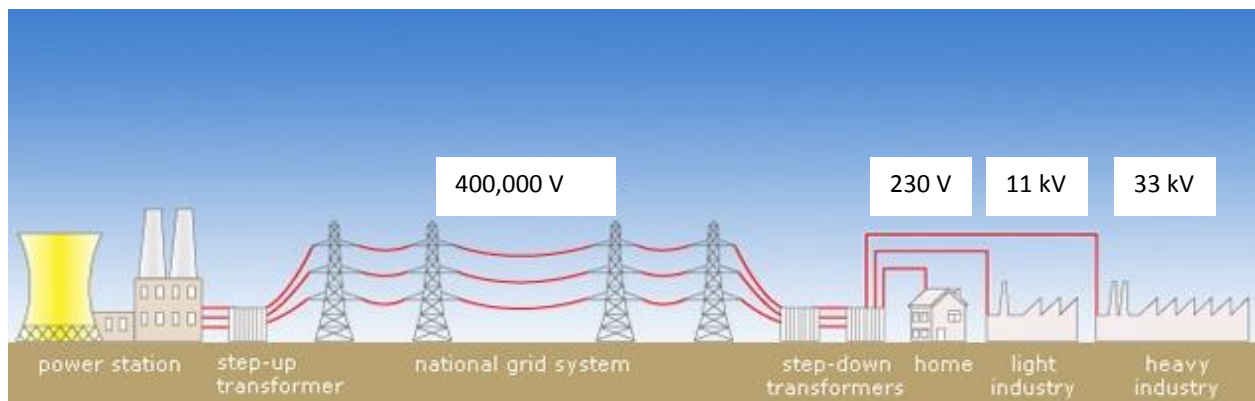 400,000 V
230 V
11 kV
33 kV
power station
step-up
transformer
national grid system
step-down
transformers
home
light
industry
heavy
industry